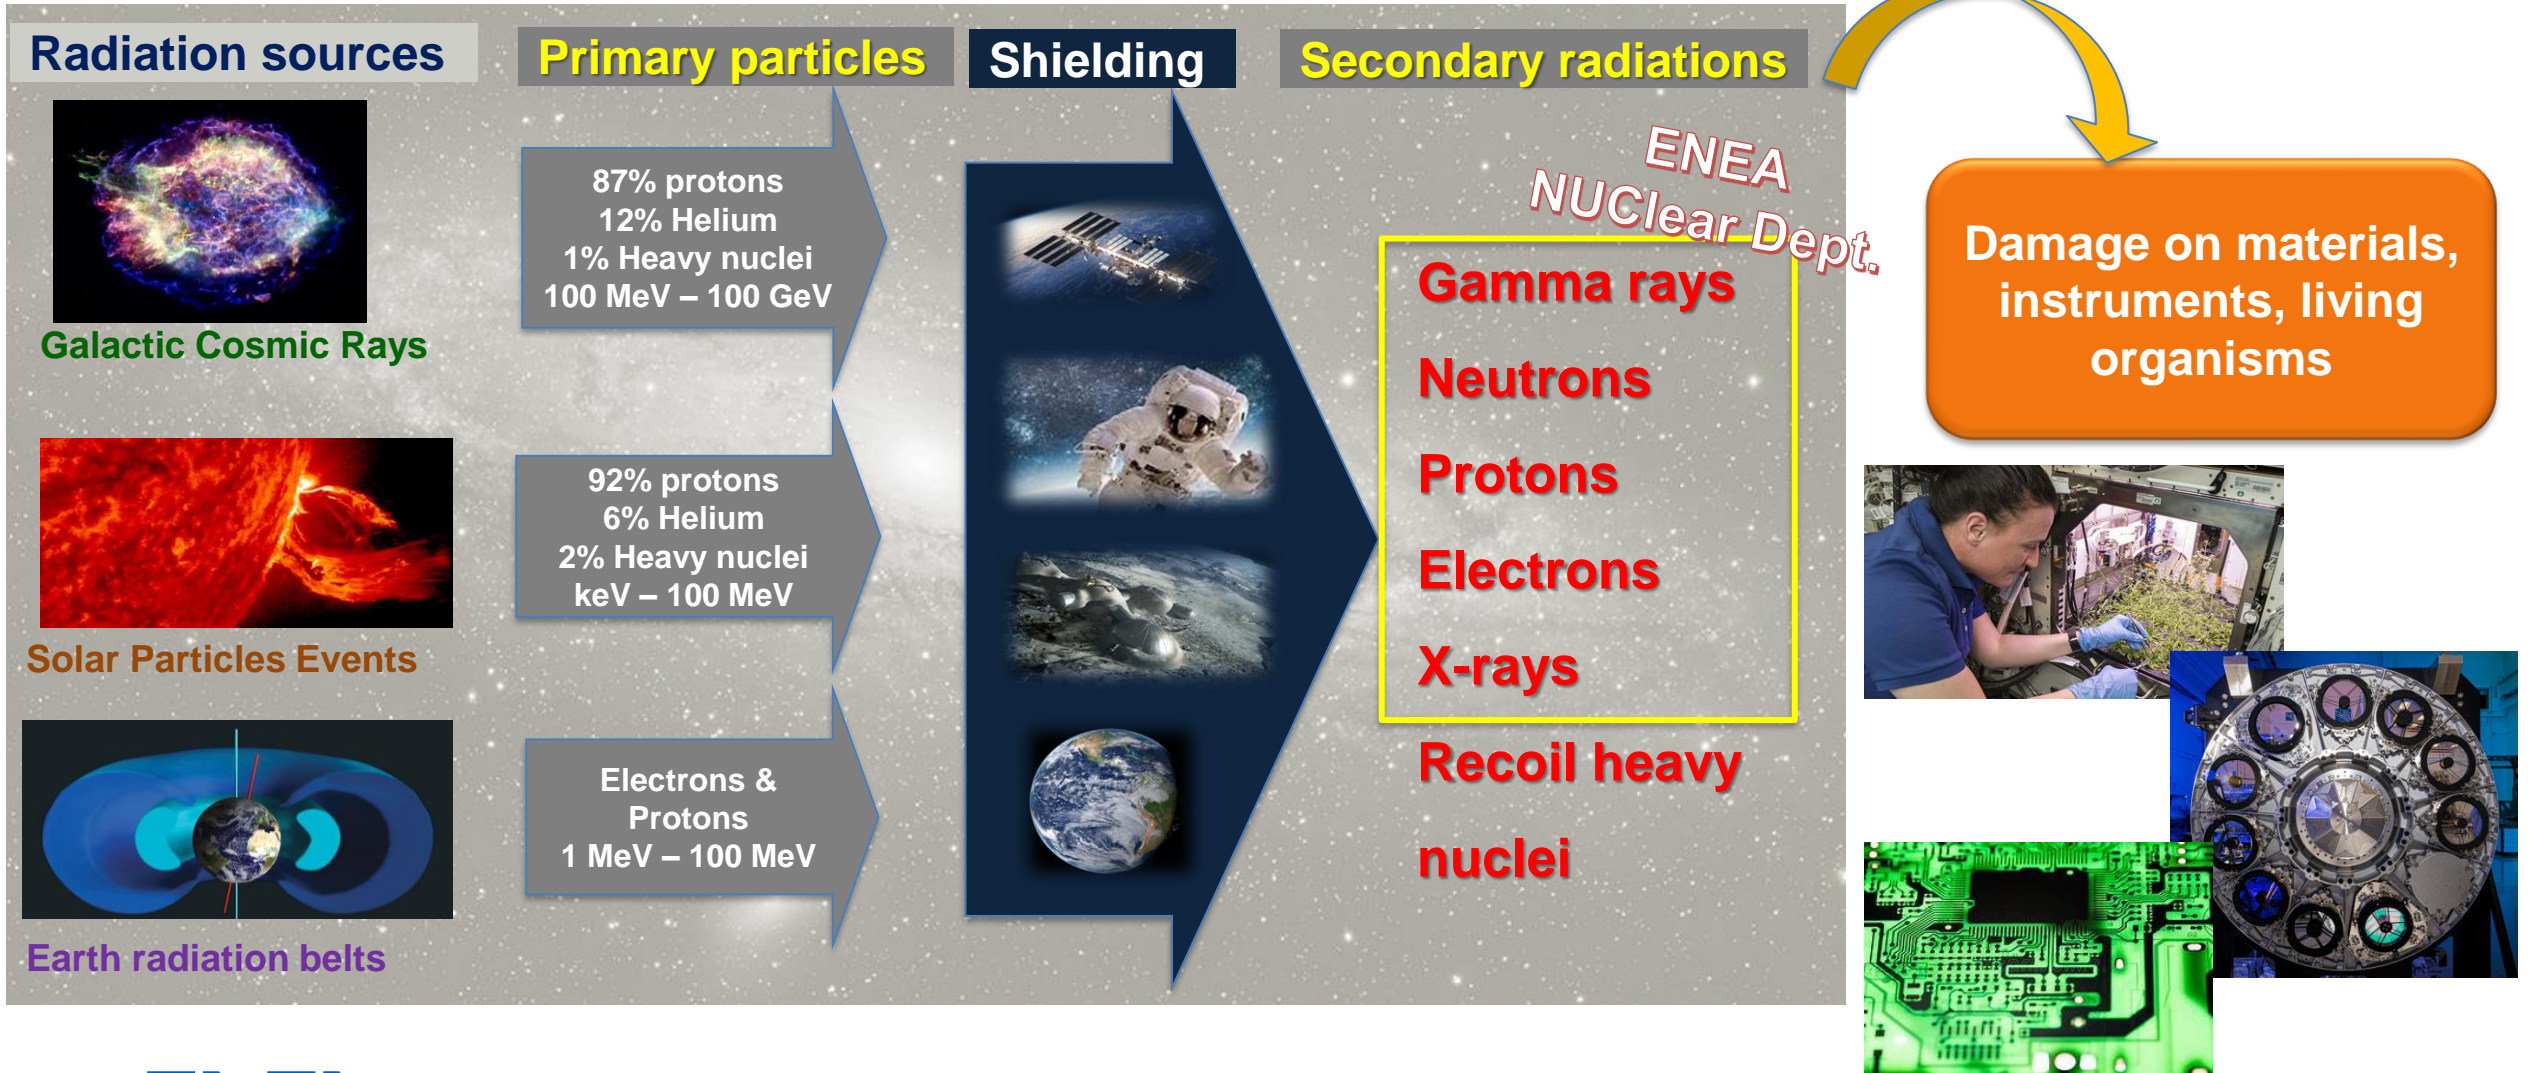 Radiation sources
Primary particles
Shielding
Secondary radiations
87% protons
12% Helium
1% Heavy nuclei
100 MeV – 100 GeV
Galactic Cosmic Rays
92% protons
6% Helium
2% Heavy nuclei
keV – 100 MeV
Solar Particles Events
Electrons &
Protons
1 MeV – 100 MeV
Earth radiation belts
ENEA
NUClear Dept.
Gamma rays
Neutrons
Protons
Electrons
X-rays
Recoil heavy
nuclei
Damage on materials,
instruments, living
organisms